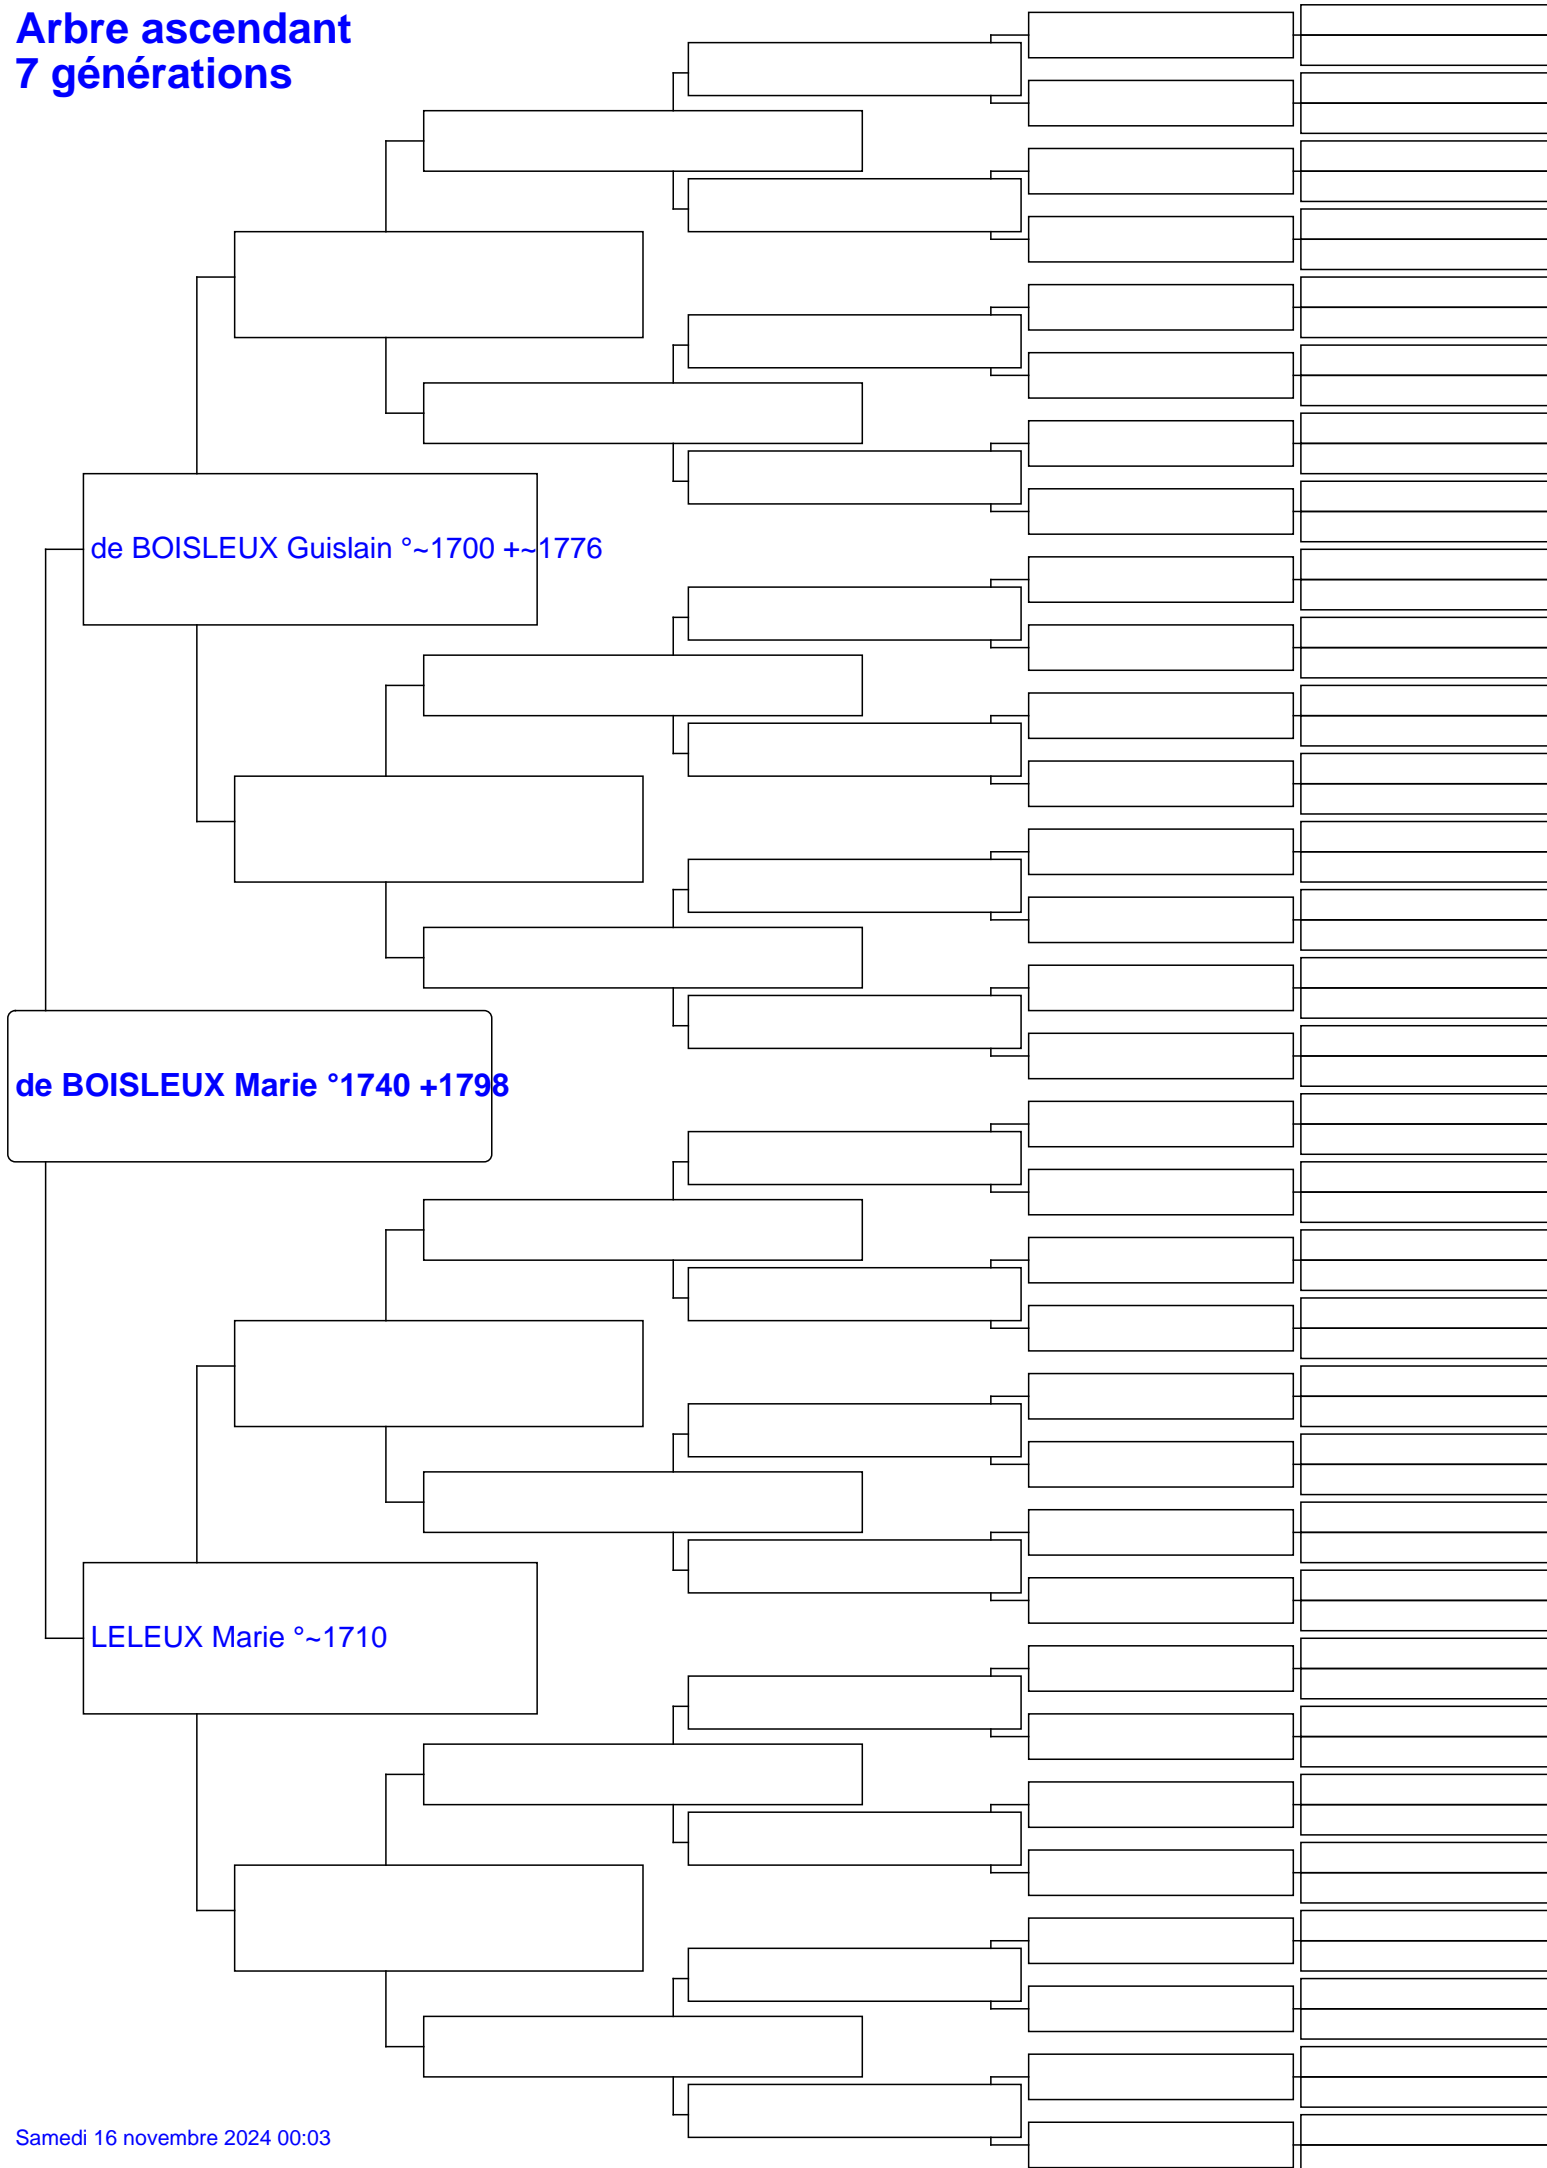 Arbre ascendant
7 générations
de BOISLEUX Guislain °~1700 +~1776
de BOISLEUX Marie °1740 +1798
LELEUX Marie °~1710
Samedi 16 novembre 2024 00:03